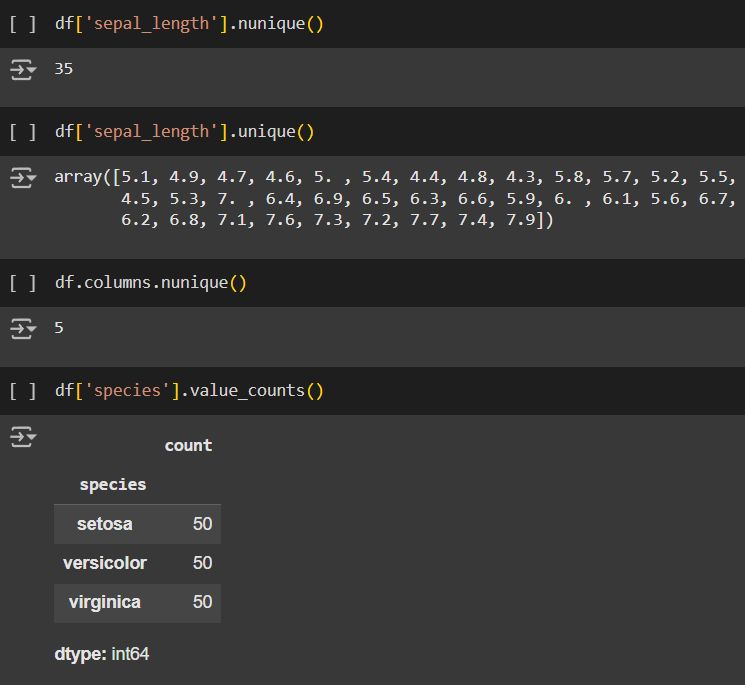 [ ] df['sepal_length'].nunique()
35
[ ] df['sepal_length'].unique()
array([5.1, 4.9, 4.7, 4.6, 5. , 5.4, 4.4, 4.8, 4.3, 5.8, 5.7, 5.2, 5.5,
       4.5, 5.3, 7. , 6.4, 6.9, 6.5, 6.3, 6.6, 5.9, 6. , 6.1, 5.6, 6.7,
       6.2, 6.8, 7.1, 7.6, 7.3, 7.2, 7.7, 7.4, 7.9])
[ ] df.columns.nunique()
5
[ ] df['species'].value_counts()
count
species
setosa 50
versicolor 50
virginica 50
dtype: int64